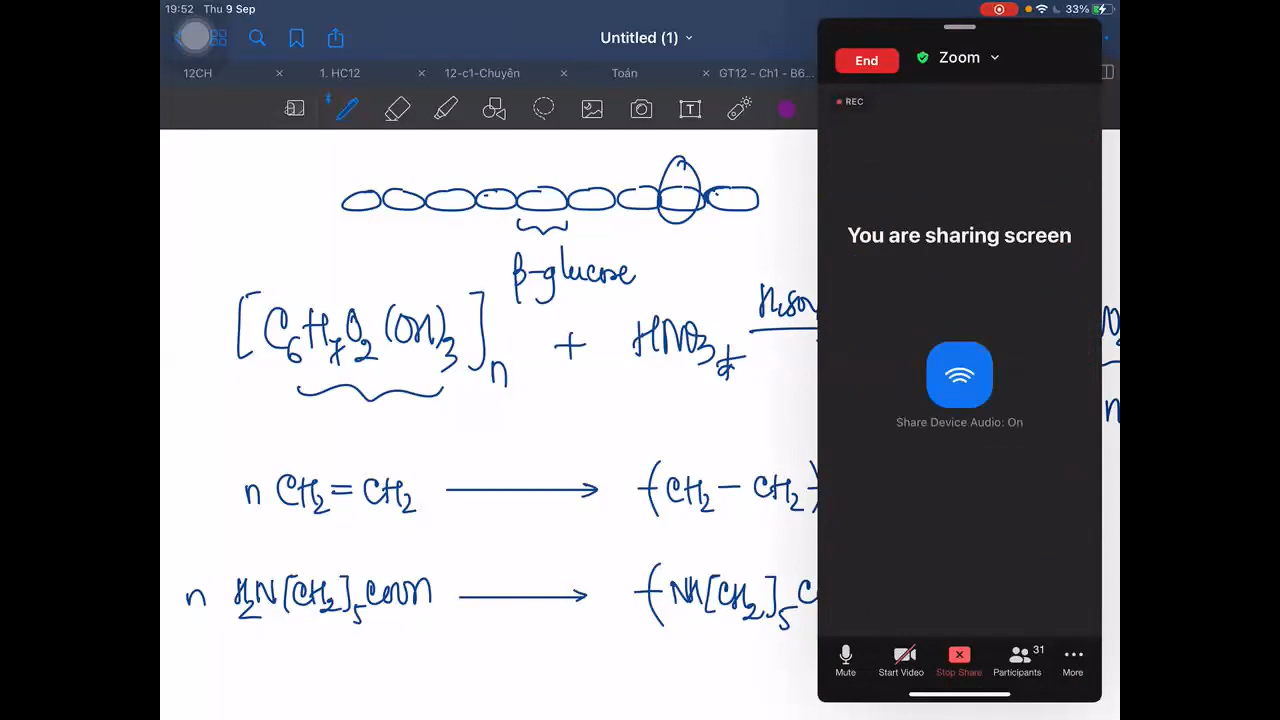 19:52 Thu 9 Sep
33%
Untitled (1)
12CH × 1. HC12 × 12-c1-Chuyên × Toán × GT12 - Ch1 - B6...
T
End
Zoom
REC
You are sharing screen
Share Device Audio: On
β-glucose
[C6H7O2(OH)3]n + HNO3
n CH2=CH2 ⟶ (CH2 − CH2)
n H2N[CH2]5COOH ⟶ (NH[CH2]5C
n
31
Mute Start Video Stop Share Participants More